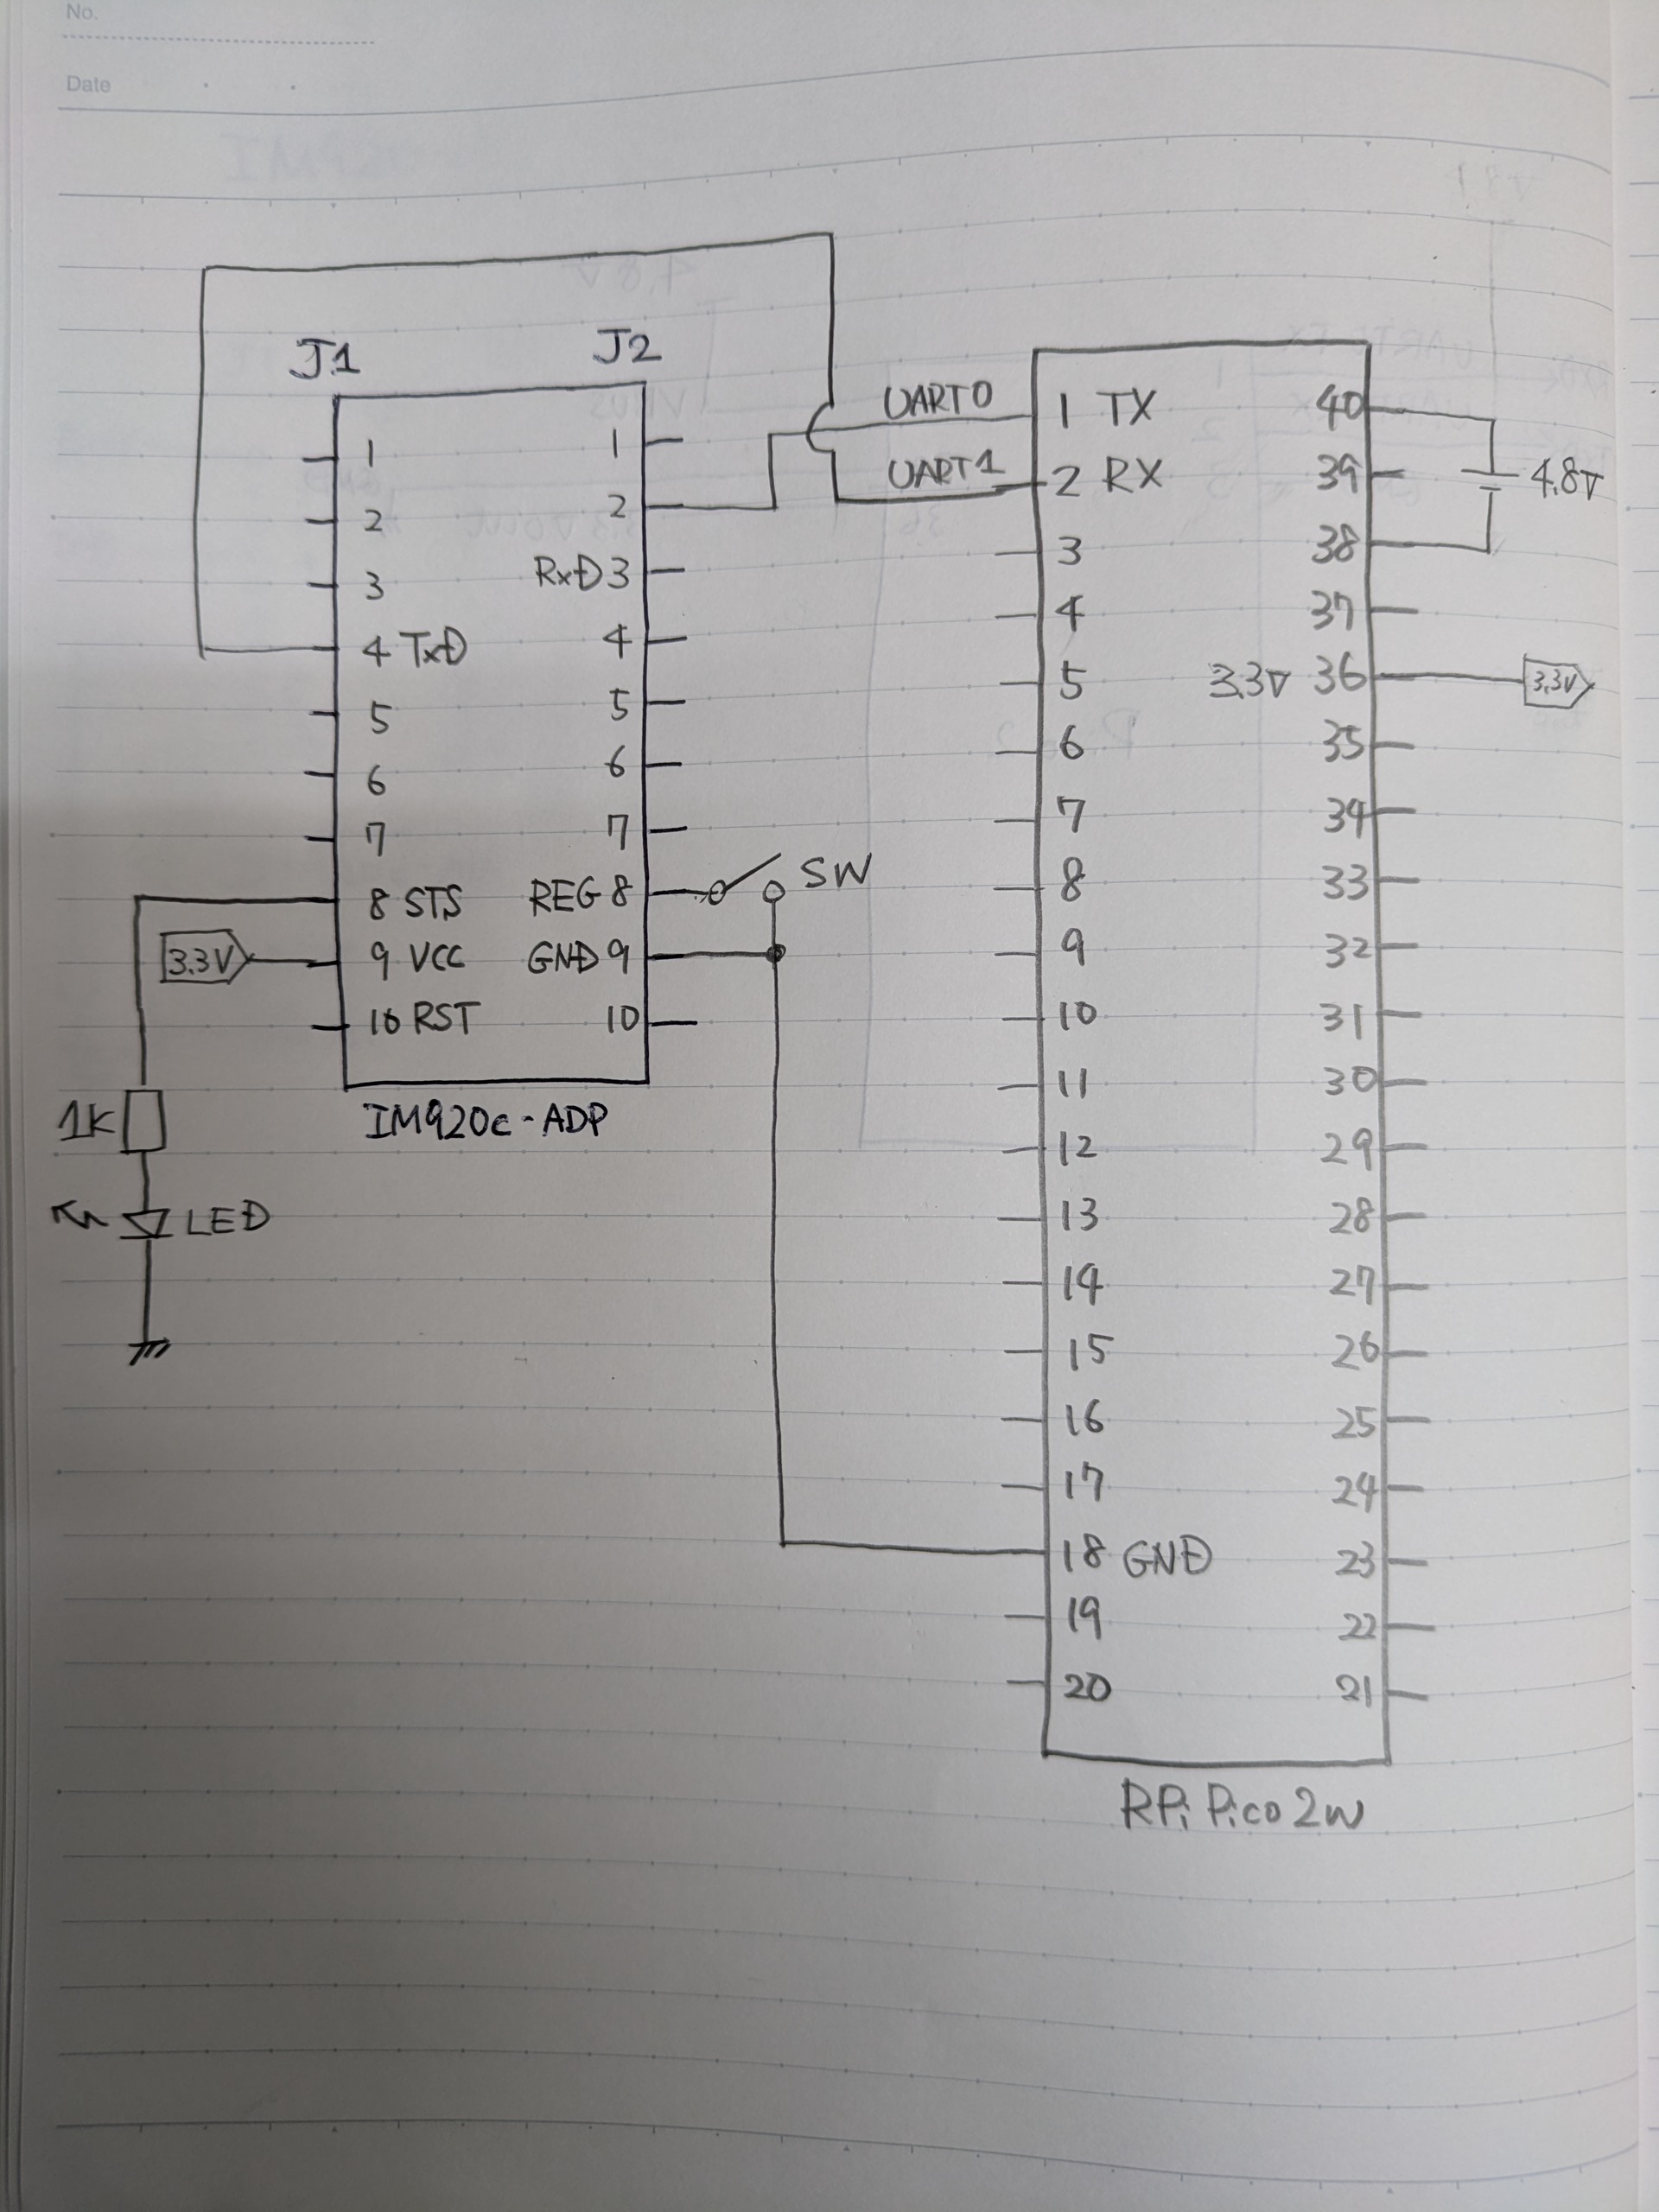 No.
Date
J1 J2
UART0
UART1
1 1
2 2
3 RxD 3
4 TxD 4
5 5
6 6
7 7
8 STS REG 8
9 VCC GND 9
10 RST 10
SW
3.3V
IM920c-ADP
1K
LED
1 TX 40
2 RX 39
3 38
4 37
5 3.3V 36
6 35
7 34
8 33
9 32
10 31
11 30
12 29
13 28
14 27
15 26
16 25
17 24
18 GND 23
19 22
20 21
4.8V
3.3V
RPi Pico 2W